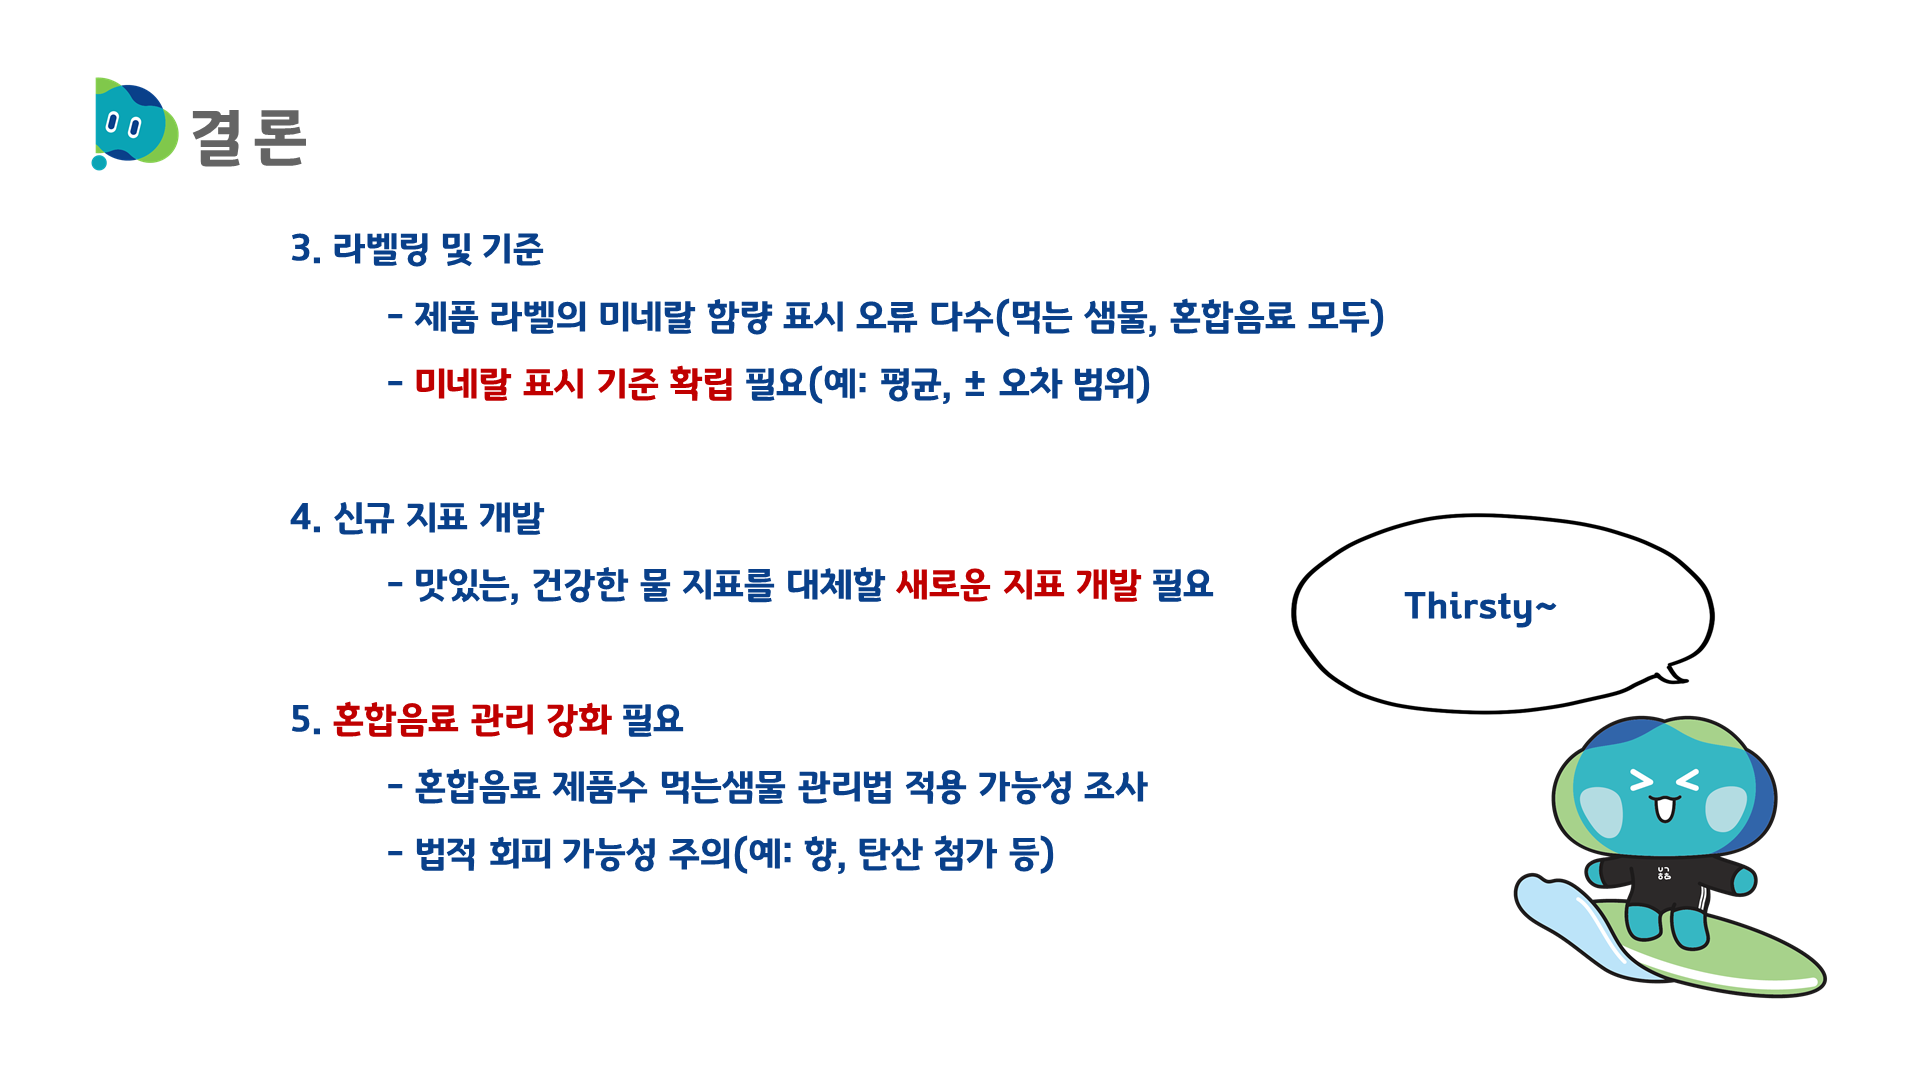 결론
3. 라벨링 및 기준
- 제품 라벨의 미네랄 함량 표시 오류 다수(먹는 샘물, 혼합음료 모두)
- 미네랄 표시 기준 확립 필요(예: 평균, ± 오차 범위)
4. 신규 지표 개발
- 맛있는, 건강한 물 지표를 대체할 새로운 지표 개발 필요
Thirsty~
5. 혼합음료 관리 강화 필요
- 혼합음료 제품수 먹는샘물 관리법 적용 가능성 조사
- 법적 회피 가능성 주의(예: 향, 탄산 첨가 등)